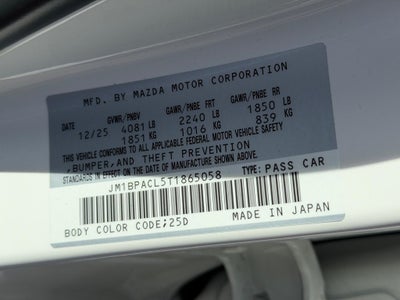 MFD. BY MAZDA MOTOR CORPORATION
GVWR/PNBV GAWR/PNBE FRT GAWR/PNBE RR
12/25 4081 LB 2240 LB 1850 LB
1851 KG 1016 KG 839 KG
THIS VEHICLE CONFORMS TO ALL APPLICABLE FEDERAL MOTOR VEHICLE SAFETY
,BUMPER,AND THEFT PREVENTION
STANDARDS IN EFFECT ON THE DATE OF MANUFACTURE SHOWN ABOVE.
JM1BPACL5T1865058 TYPE: PASS CAR
BODY COLOR CODE;25D MADE IN JAPAN